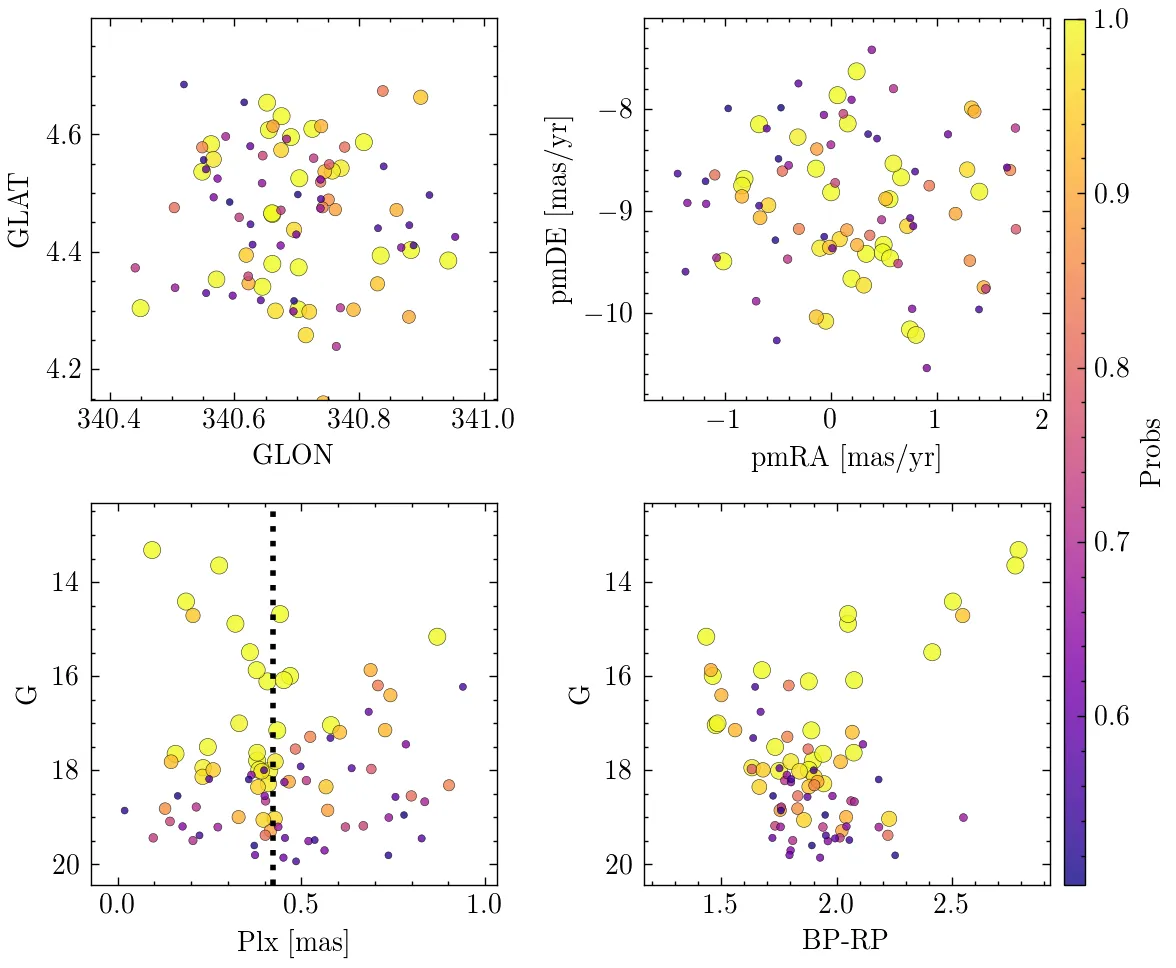 4.6
4.4
4.2
GLAT
340.4 340.6 340.8 341.0
GLON
−8
−9
−10
pmDE [mas/yr]
−1 0 1 2
pmRA [mas/yr]
1.0
0.9
0.8
0.7
0.6
Probs
14
16
18
20
G
0.0 0.5 1.0
Plx [mas]
14
16
18
20
G
1.5 2.0 2.5
BP-RP